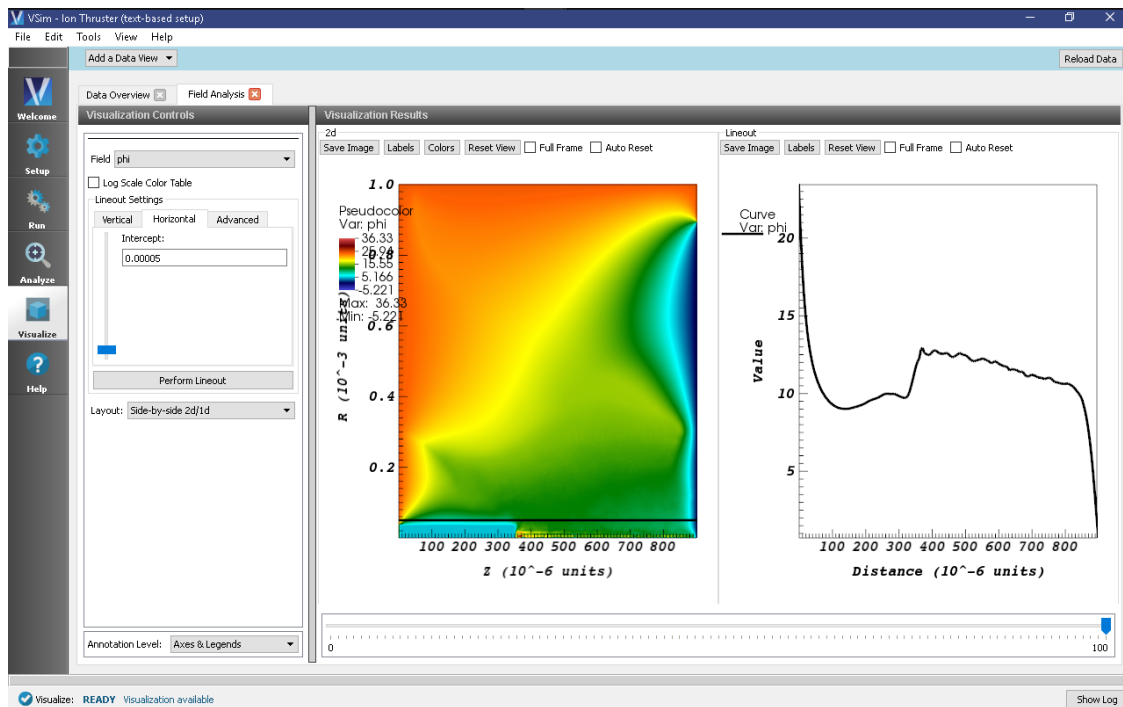 VSim - Ion Thruster (text-based setup)
File Edit Tools View Help
Add a Data View
Reload Data
Welcome
Setup
Run
Analyze
Visualize
Help
Data Overview
Field Analysis
Visualization Controls
Field phi
Log Scale Color Table
Lineout Settings
Vertical Horizontal Advanced
Intercept:
0.00005
Perform Lineout
Layout: Side-by-side 2d/1d
Annotation Level: Axes & Legends
Visualization Results
2d
Save Image Labels Colors Reset View Full Frame Auto Reset
Pseudocolor
Var: phi
36.33
25.94
15.55
5.166
-5.221
Max: 36.33
Min: -5.221
1.0
0.8
0.6
0.4
0.2
R (10^-3 units)
100 200 300 400 500 600 700 800
Z (10^-6 units)
Lineout
Save Image Labels Reset View Full Frame Auto Reset
Curve
Var: phi
20
15
10
5
Value
100 200 300 400 500 600 700 800
Distance (10^-6 units)
0 100
Visualize: READY Visualization available
Show Log